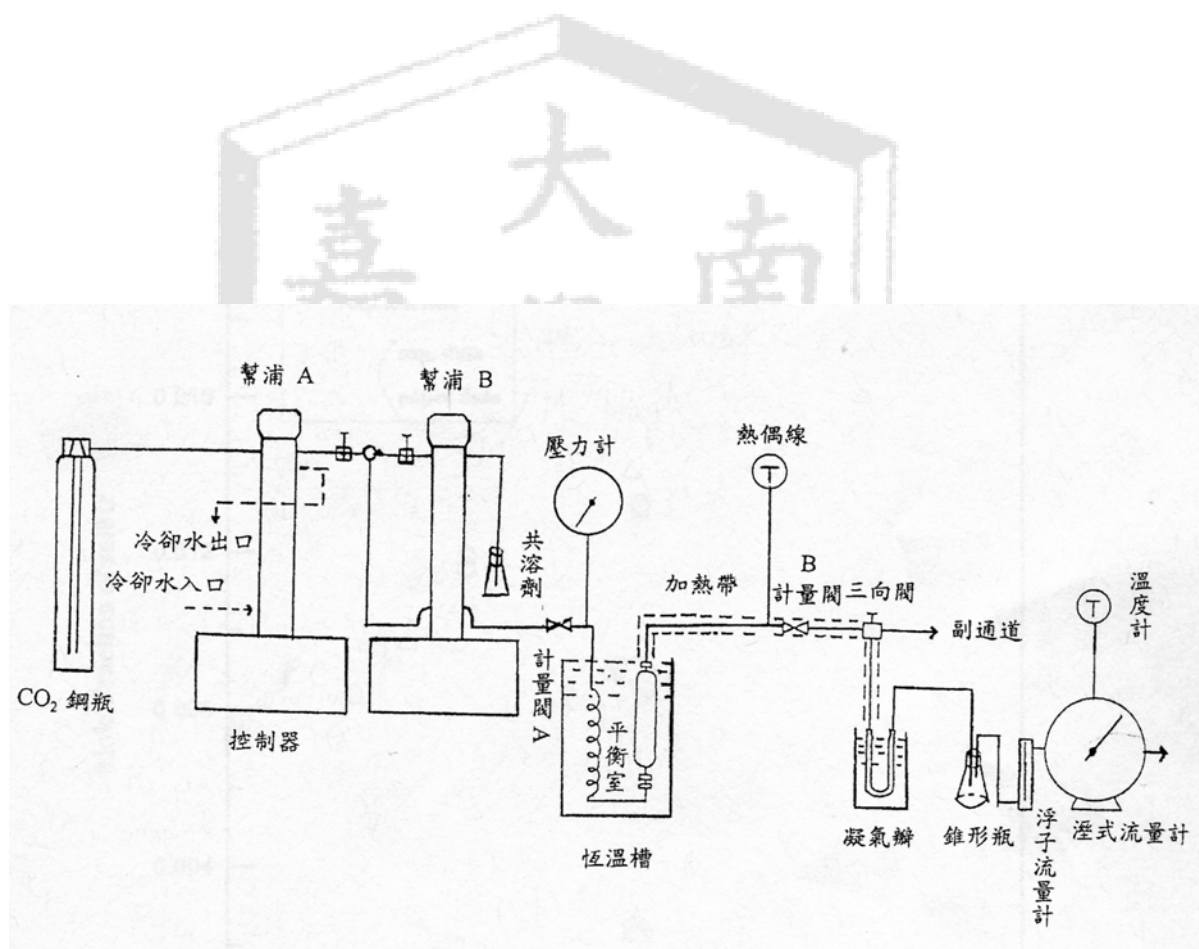 大
嘉 南
幫浦 A
幫浦 B
壓力計
熱偶線
冷卻水出口
冷卻水入口
共溶劑
加熱帶
B
計量閥
三向閥
副通道
溫度計
T
T
CO₂ 鋼瓶
控制器
計量閥 A
平衡室
恆溫槽
凝氣瓣
錐形瓶
浮子流量計
溼式流量計